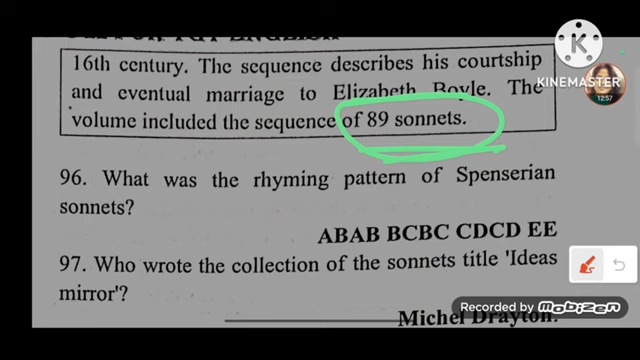 16th century. The sequence describes his courtship
and eventual marriage to Elizabeth Boyle. The
volume included the sequence of 89 sonnets.
96. What was the rhyming pattern of Spenserian
sonnets?
ABAB BCBC CDCD EE
97. Who wrote the collection of the sonnets title 'Ideas
mirror'?
Michel Drayton.
KINEMASTER
12:57
Recorded by mobizen